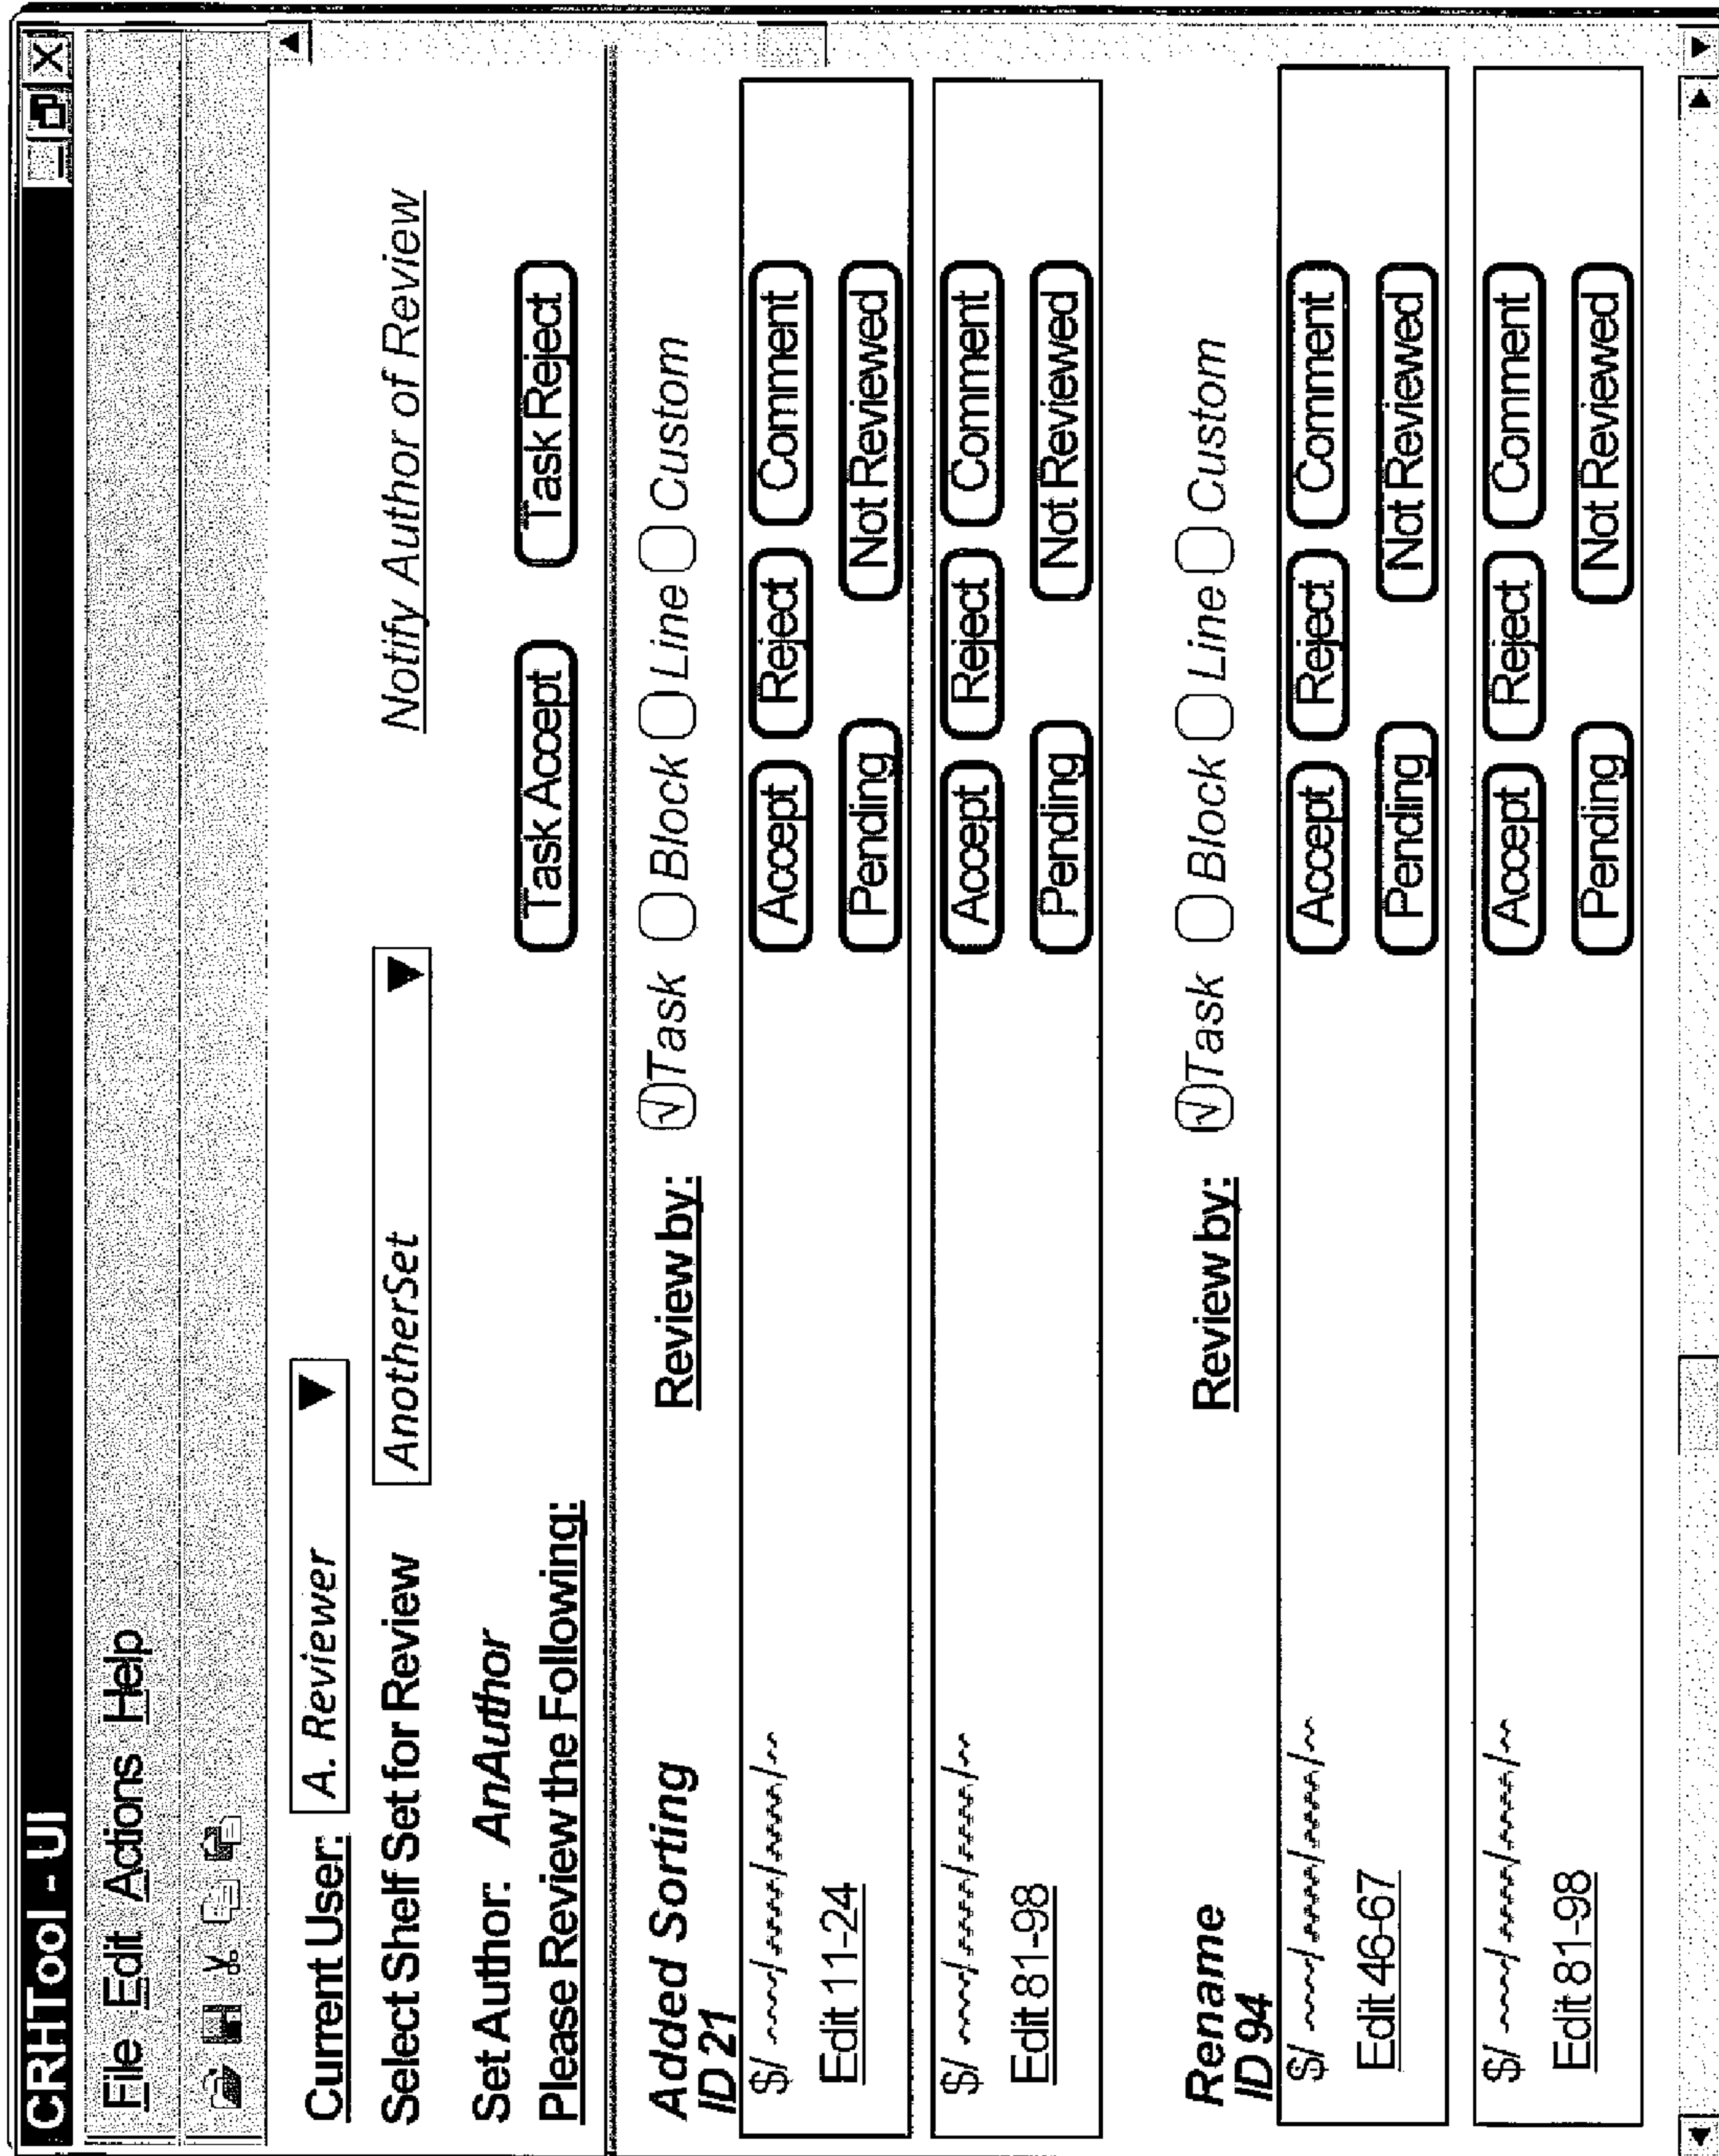 CRHTool - UI
File Edit Actions Help
Current User: A. Reviewer
Select Shelf Set for Review AnotherSet Notify Author of Review
Set Author: AnAuthor
Please Review the Following: Task Accept Task Reject
Added Sorting Review by: √ Task Block Line Custom
ID 21
$/ Accept Reject Comment
Edit 11-24 Pending Not Reviewed
$/ Accept Reject Comment
Edit 81-98 Pending Not Reviewed
Rename Review by: √ Task Block Line Custom
ID 94
$/ Accept Reject Comment
Edit 46-67 Pending Not Reviewed
$/ Accept Reject Comment
Edit 81-98 Pending Not Reviewed